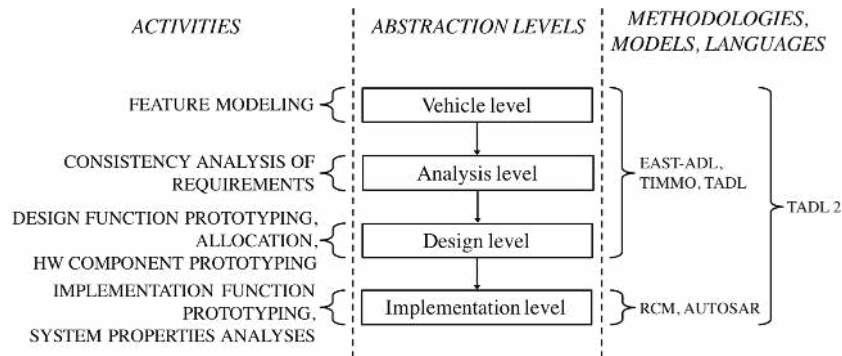 ACTIVITIES
ABSTRACTION LEVELS
METHODOLOGIES,
MODELS, LANGUAGES
FEATURE MODELING
Vehicle level
CONSISTENCY ANALYSIS OF
REQUIREMENTS
Analysis level
EAST-ADL,
TIMMO, TADL
TADL 2
DESIGN FUNCTION PROTOTYPING,
ALLOCATION,
HW COMPONENT PROTOTYPING
Design level
IMPLEMENTATION FUNCTION
PROTOTYPING,
SYSTEM PROPERTIES ANALYSES
Implementation level
RCM, AUTOSAR